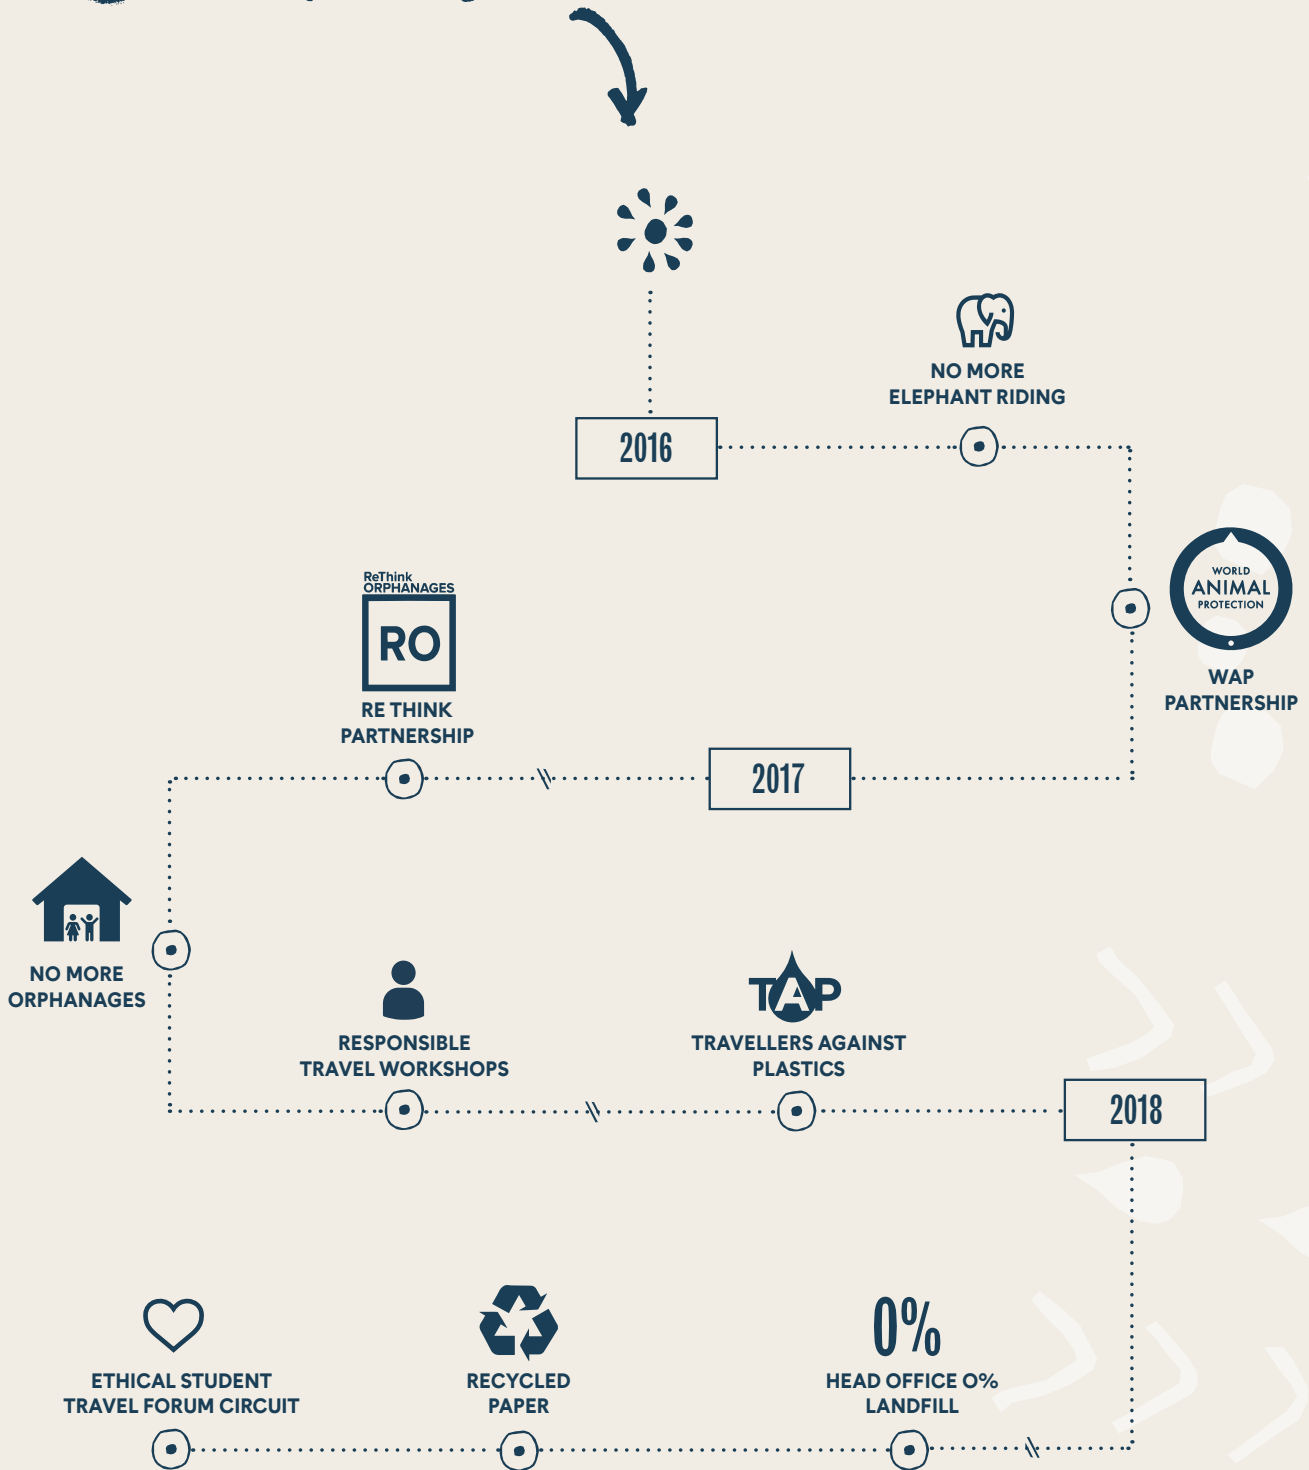 NO MORE
ELEPHANT RIDING
2016
WORLD
ANIMAL
PROTECTION
WAP
PARTNERSHIP
ReThink
ORPHANAGES
RO
RE THINK
PARTNERSHIP
2017
NO MORE
ORPHANAGES
RESPONSIBLE
TRAVEL WORKSHOPS
TAP
TRAVELLERS AGAINST
PLASTICS
2018
0%
HEAD OFFICE 0%
LANDFILL
RECYCLED
PAPER
ETHICAL STUDENT
TRAVEL FORUM CIRCUIT